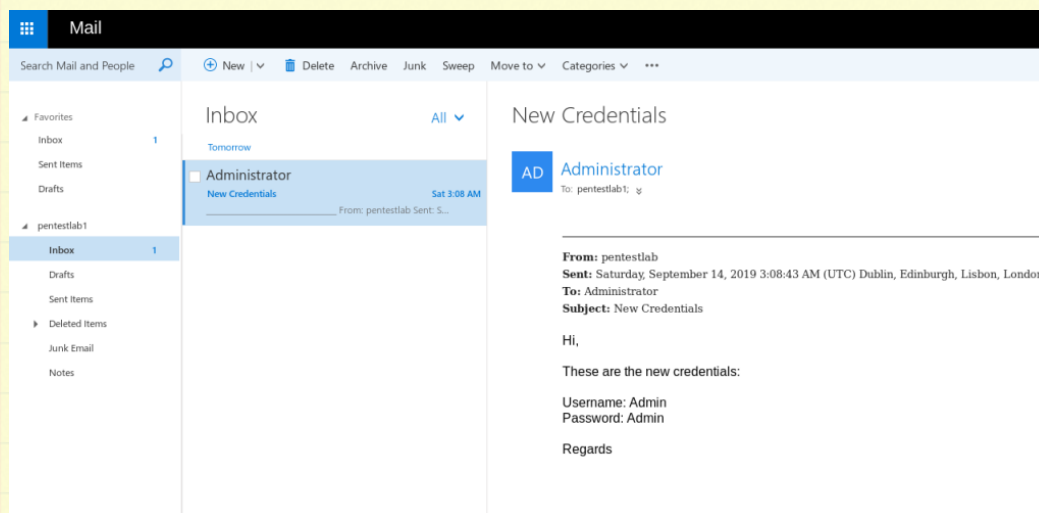 Mail
Search Mail and People
New
Delete
Archive
Junk
Sweep
Move to
Categories
•••
Favorites
Inbox 1
Sent Items
Drafts
pentestlab1
Inbox 1
Drafts
Sent Items
Deleted Items
Junk Email
Notes
Inbox
All
Tomorrow
Administrator
New Credentials Sat 3:08 AM
From: pentestlab Sent: S...
New Credentials
AD
Administrator
To: pentestlab1;
From: pentestlab
Sent: Saturday, September 14, 2019 3:08:43 AM (UTC) Dublin, Edinburgh, Lisbon, London
To: Administrator
Subject: New Credentials
Hi,
These are the new credentials:
Username: Admin
Password: Admin
Regards